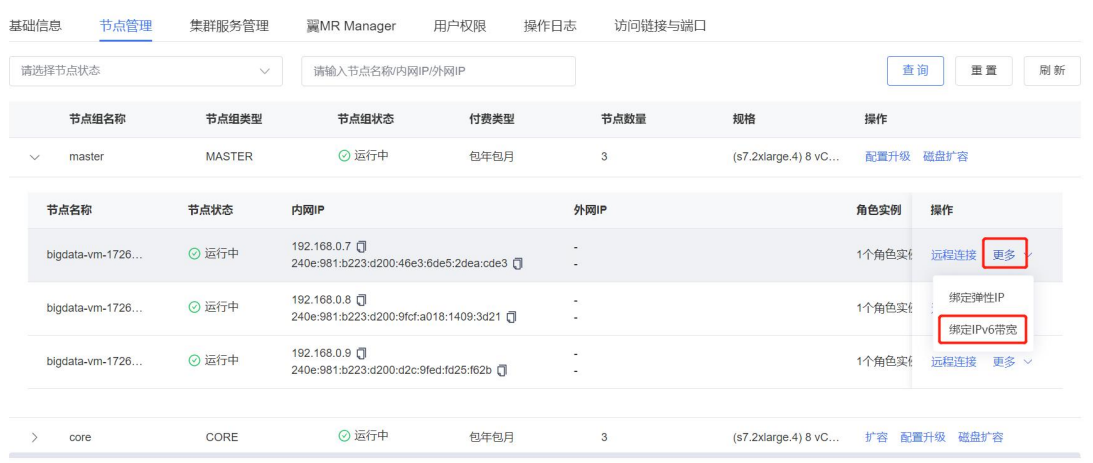 基础信息 节点管理 集群服务管理 翼MR Manager 用户权限 操作日志 访问链接与端口
请选择节点状态 请输入节点名称/内网IP/外网IP 查询 重置 刷新
节点组名称 节点组类型 节点组状态 付费类型 节点数量 规格 操作
master MASTER 运行中 包年包月 3 (s7.2xlarge.4) 8 vC... 配置升级 磁盘扩容
节点名称 节点状态 内网IP 外网IP 角色实例 操作
bigdata-vm-1726... 运行中 192.168.0.7 - 1个角色实 远程连接 更多
240e:981:b223:d200:46e3:6de5:2dea:cde3 -
绑定弹性IP
bigdata-vm-1726... 运行中 192.168.0.8 - 1个角色实
240e:981:b223:d200:9fcf:a018:1409:3d21 -
绑定IPv6带宽
bigdata-vm-1726... 运行中 192.168.0.9 - 1个角色实 远程连接 更多
240e:981:b223:d200:d2c:9fed:fd25:f62b -
core CORE 运行中 包年包月 3 (s7.2xlarge.4) 8 vC... 扩容 配置升级 磁盘扩容